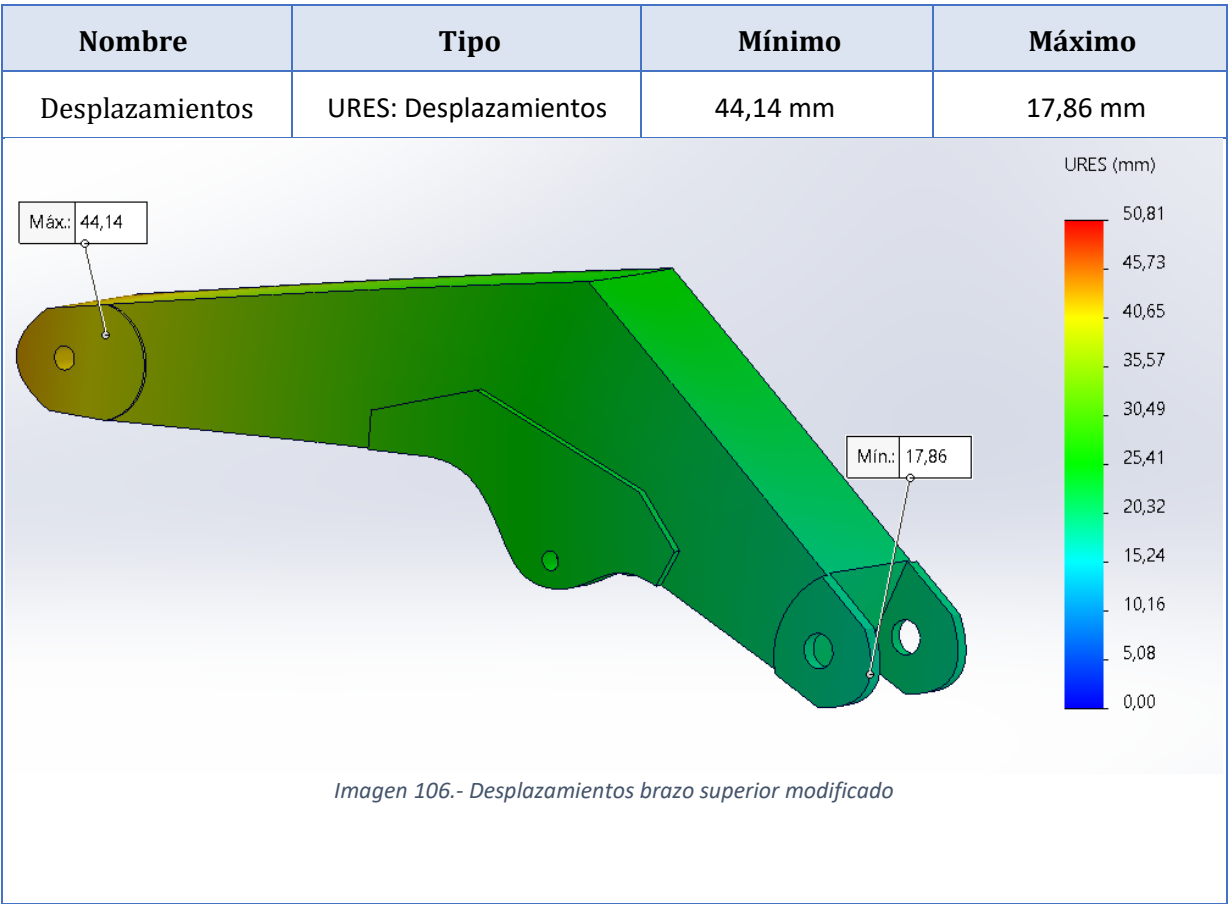 Nombre Tipo Mínimo Máximo
Desplazamientos URES: Desplazamientos 44,14 mm 17,86 mm
URES (mm)
Máx.: 44,14
50,81
45,73
40,65
35,57
30,49
25,41
20,32
15,24
10,16
5,08
0,00
Mín.: 17,86
Imagen 106.- Desplazamientos brazo superior modificado